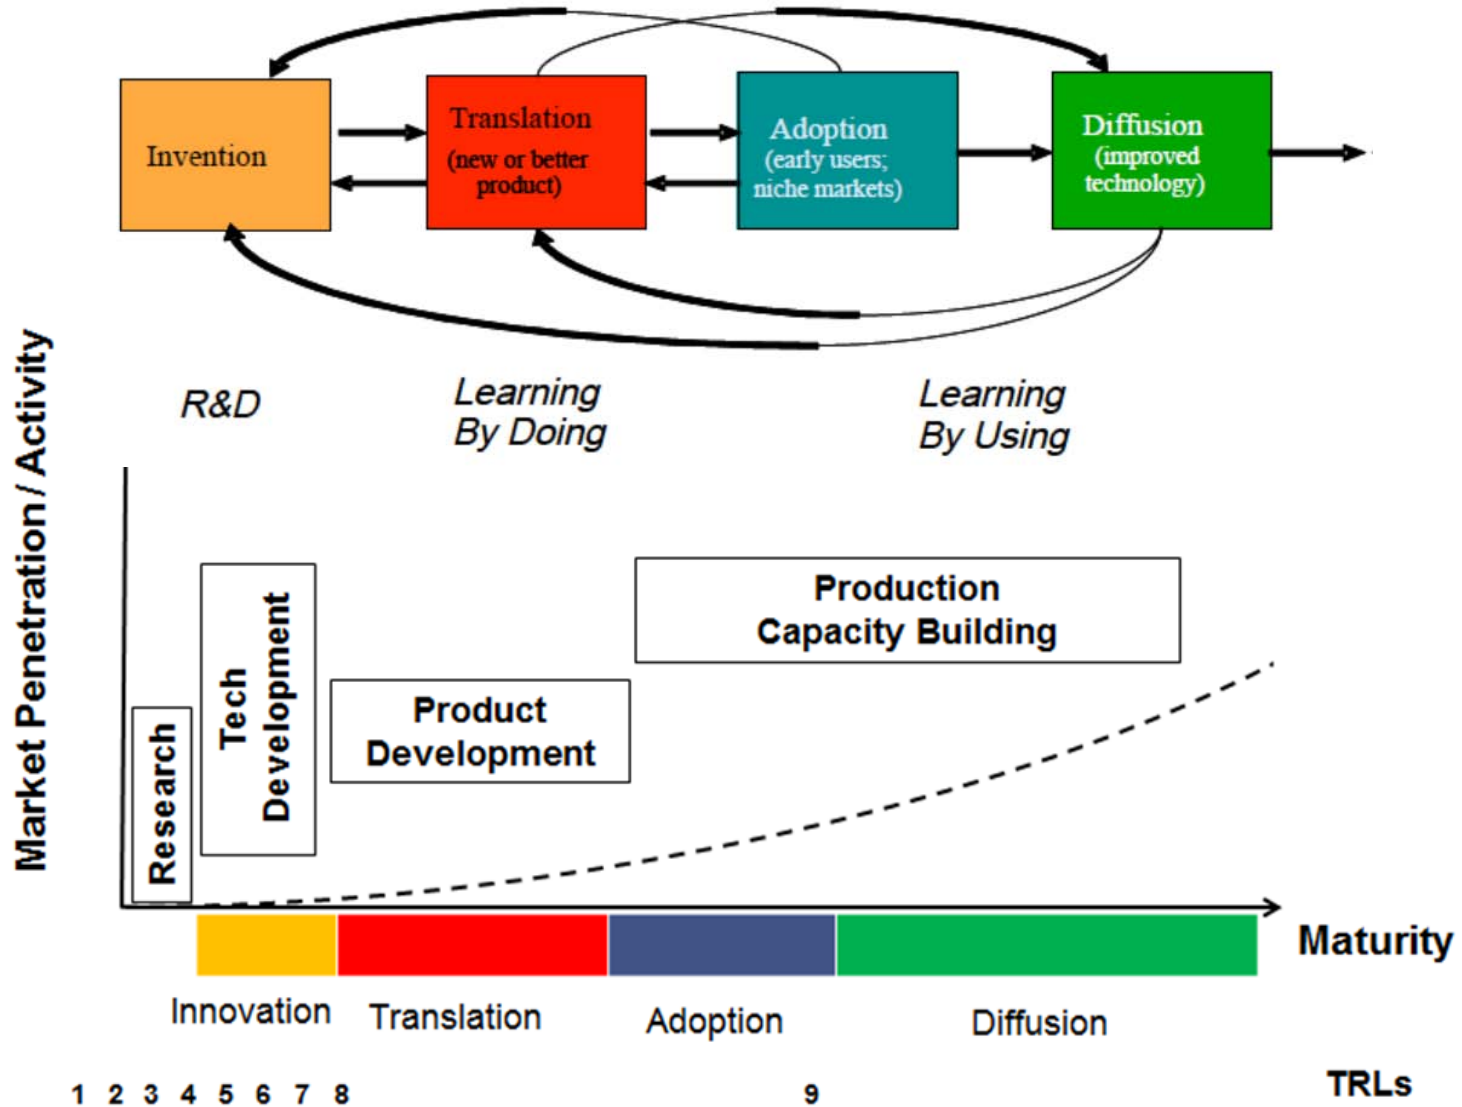 Invention
Translation
(new or better
product)
Adoption
(early users;
niche markets)
Diffusion
(improved
technology)
R&D
Learning
By Doing
Learning
By Using
Market Penetration / Activity
Research
Tech
Development
Product
Development
Production
Capacity Building
Maturity
Innovation
Translation
Adoption
Diffusion
1 2 3 4 5 6 7 8 9 TRLs